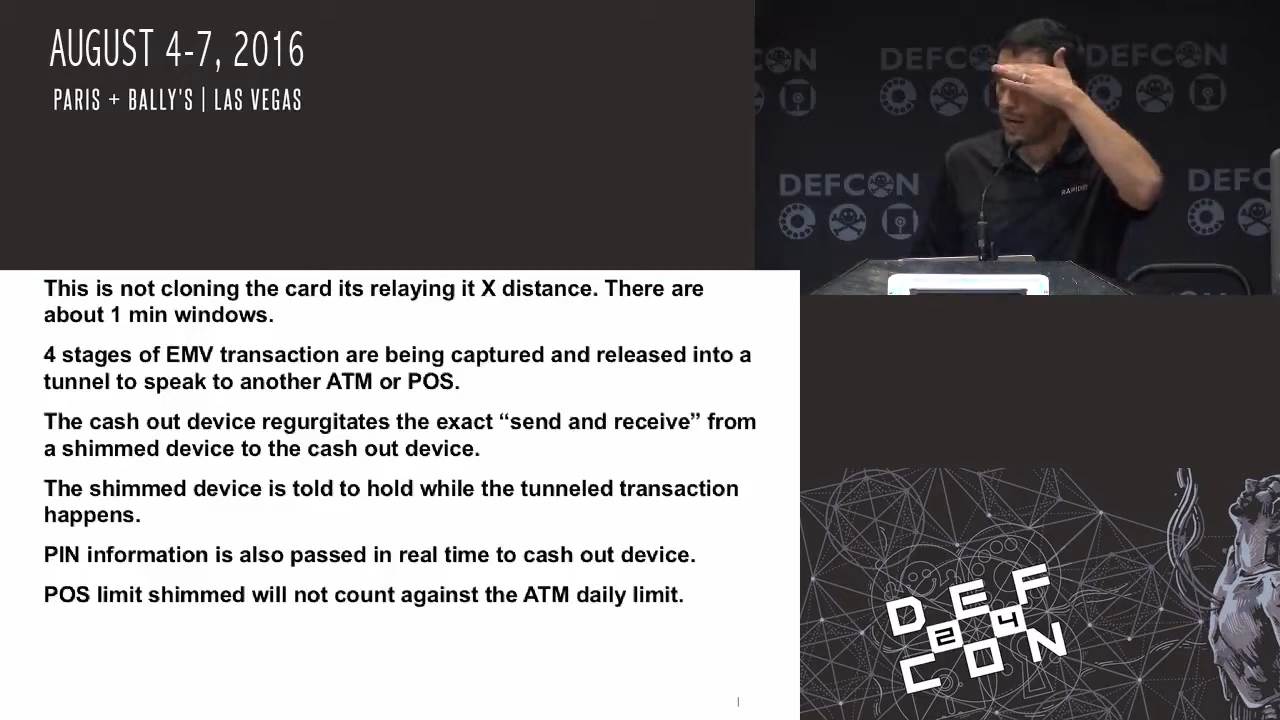 AUGUST 4-7, 2016
PARIS + BALLY'S | LAS VEGAS
DEFCON
DEFCON
DEFCON
DEFC
RAPID7
This is not cloning the card its relaying it X distance. There are
about 1 min windows.
4 stages of EMV transaction are being captured and released into a
tunnel to speak to another ATM or POS.
The cash out device regurgitates the exact “send and receive” from
a shimmed device to the cash out device.
The shimmed device is told to hold while the tunneled transaction
happens.
PIN information is also passed in real time to cash out device.
POS limit shimmed will not count against the ATM daily limit.
DEF
24
CON